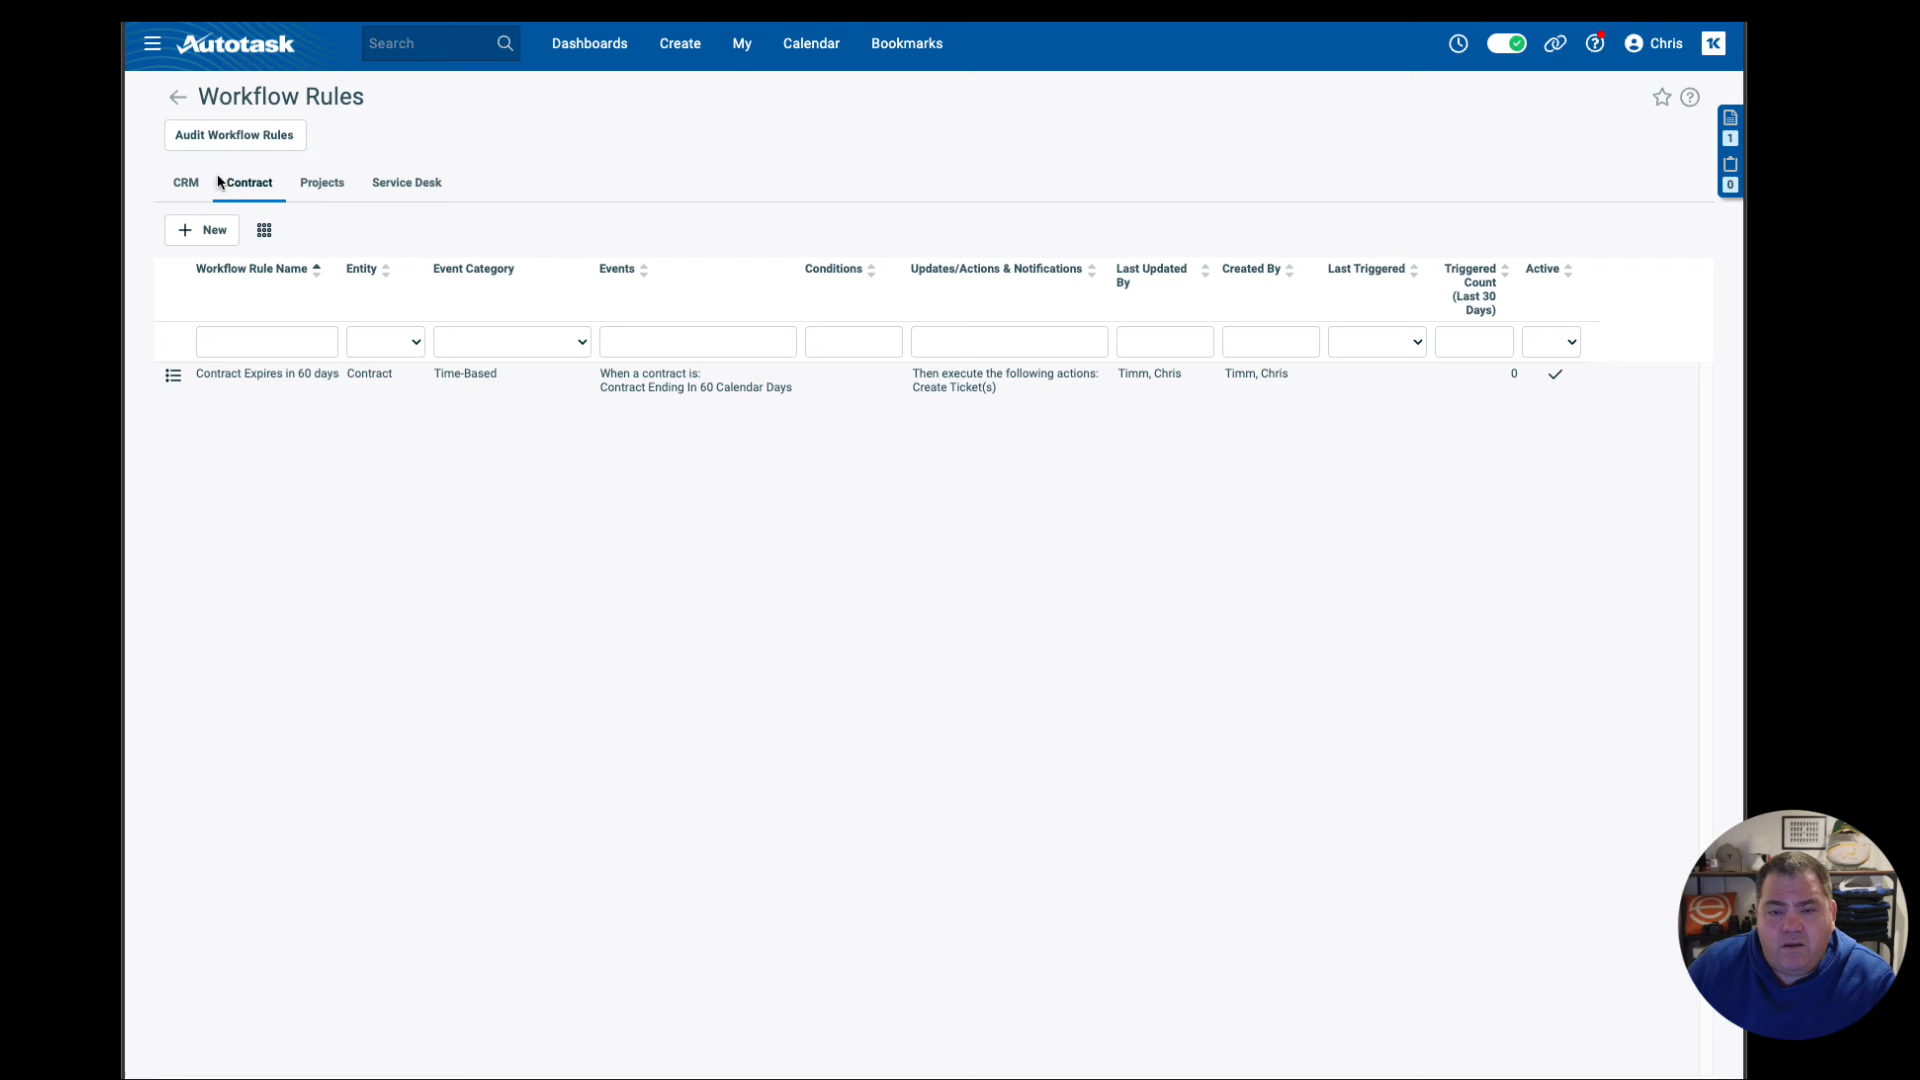 Autotask
Search
Dashboards
Create
My
Calendar
Bookmarks
Chris
Workflow Rules
Audit Workflow Rules
1
0
CRM
Contract
Projects
Service Desk
New
Workflow Rule Name
Entity
Event Category
Events
Conditions
Updates/Actions & Notifications
Last Updated
By
Created By
Last Triggered
Triggered
Count
(Last 30
Days)
Active
Contract Expires in 60 days
Contract
Time-Based
When a contract is:
Contract Ending In 60 Calendar Days
Then execute the following actions:
Create Ticket(s)
Timm, Chris
Timm, Chris
0